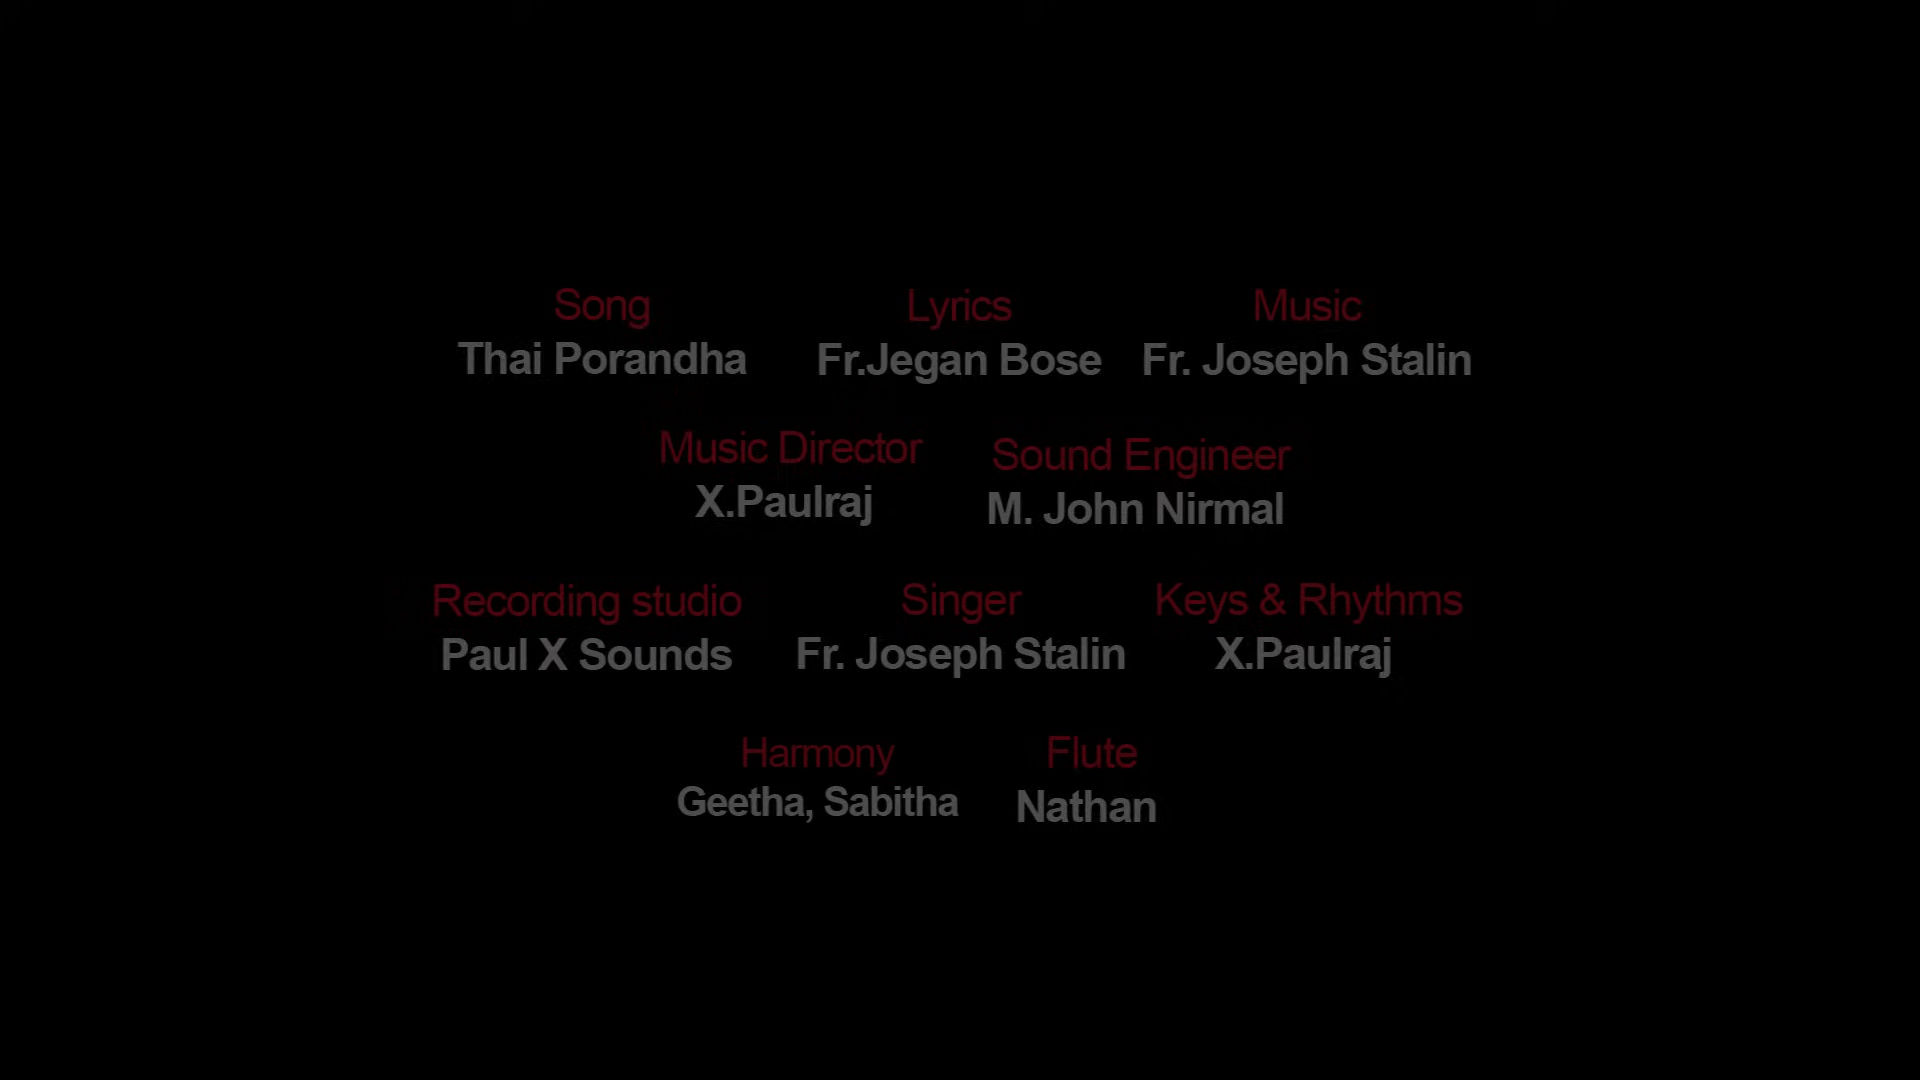 Song
Thai Porandha
Lyrics
Fr.Jegan Bose
Music
Fr. Joseph Stalin
Music Director
X.Paulraj
Sound Engineer
M. John Nirmal
Recording studio
Paul X Sounds
Singer
Fr. Joseph Stalin
Keys & Rhythms
X.Paulraj
Harmony
Geetha, Sabitha
Flute
Nathan